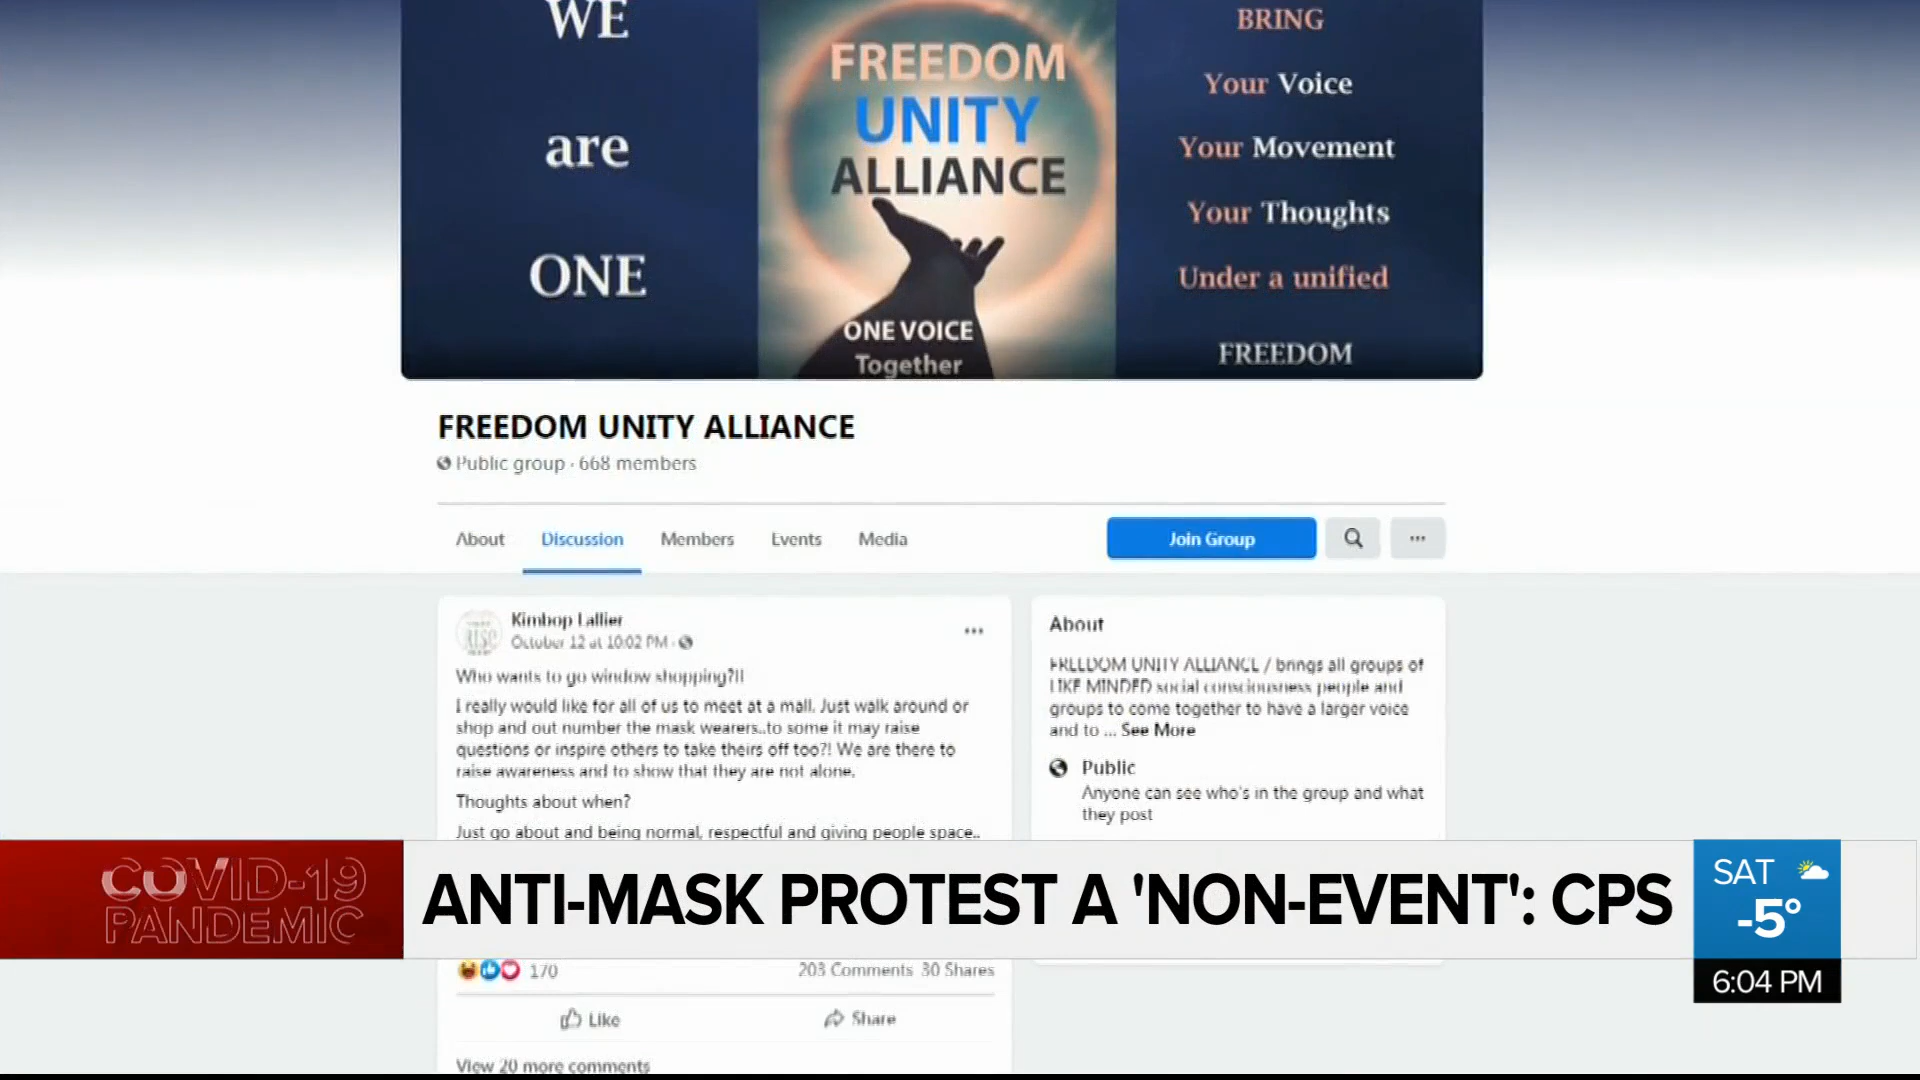 WE
are
ONE
FREEDOM
UNITY
ALLIANCE
ONE VOICE
Together
BRING
Your Voice
Your Movement
Your Thoughts
Under a unified
FREEDOM
FREEDOM UNITY ALLIANCE
Public group · 668 members
About Discussion Members Events Media Join Group
RISE
Kimbop Lallier
October 12 at 10:02 PM ·
Who wants to go window shopping?!!
I really would like for all of us to meet at a mall. Just walk around or
shop and out number the mask wearers..to some it may raise
questions or inspire others to take theirs off too?! We are there to
raise awareness and to show that they are not alone.
Thoughts about when?
Just go about and being normal, respectful and giving people space..
About
FREEDOM UNITY ALLIANCE / brings all groups of
LIKE MINDED social consciousness people and
groups to come together to have a larger voice
and to ... See More
Public
Anyone can see who's in the group and what
they post
COVID-19
PANDEMIC
ANTI-MASK PROTEST A 'NON-EVENT': CPS
SAT
-5°
6:04 PM
170
203 Comments 30 Shares
Like
Share
View 20 more comments